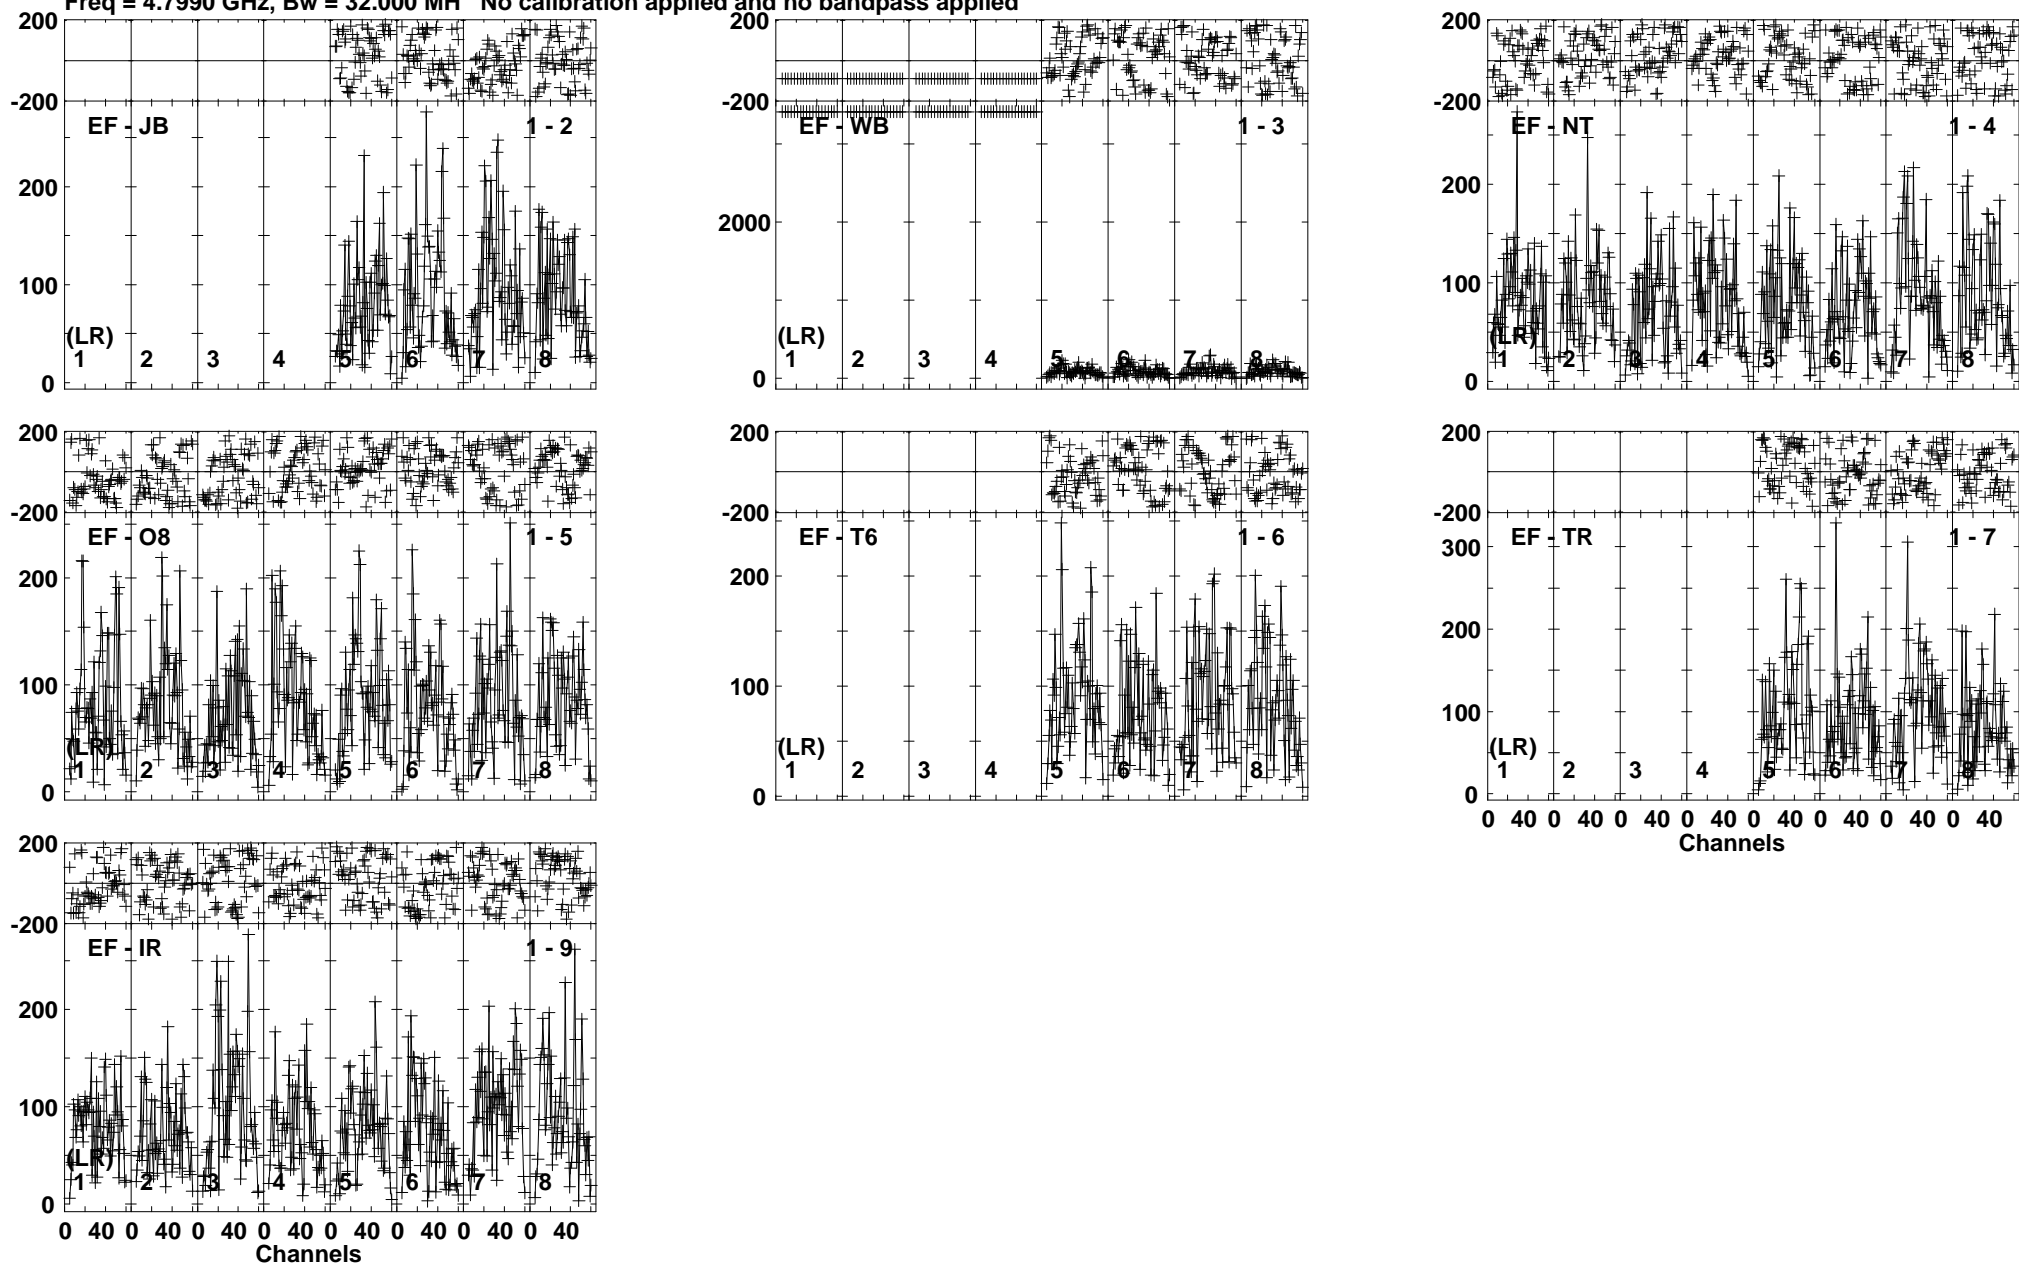 Freq = 4.7990 GHz, Bw = 32.000 MH No calibration applied and no bandpass applied
200
-200
EF - JB 1 - 2
200
100
(LR)
1 2 3 4 5 6 7 8
0
200
-200
EF - WB 1 - 3
2000
(LR)
1 2 3 4 5 6 7 8
0
200
-200
EF - NT 1 - 4
200
100
(LR)
1 2 3 4 5 6 7 8
0
200
-200
EF - O8 1 - 5
200
100
(LR)
1 2 3 4 5 6 7 8
0
200
-200
EF - T6 1 - 6
200
100
(LR)
1 2 3 4 5 6 7 8
0
200
-200
EF - TR 1 - 7
300
200
100
(LR)
1 2 3 4 5 6 7 8
0
0 40 0 40 0 40 0 40 0 40 0 40 0 40 0 40
Channels
200
-200
EF - IR 1 - 9
200
100
(LR)
1 2 3 4 5 6 7 8
0
0 40 0 40 0 40 0 40 0 40 0 40 0 40 0 40
Channels